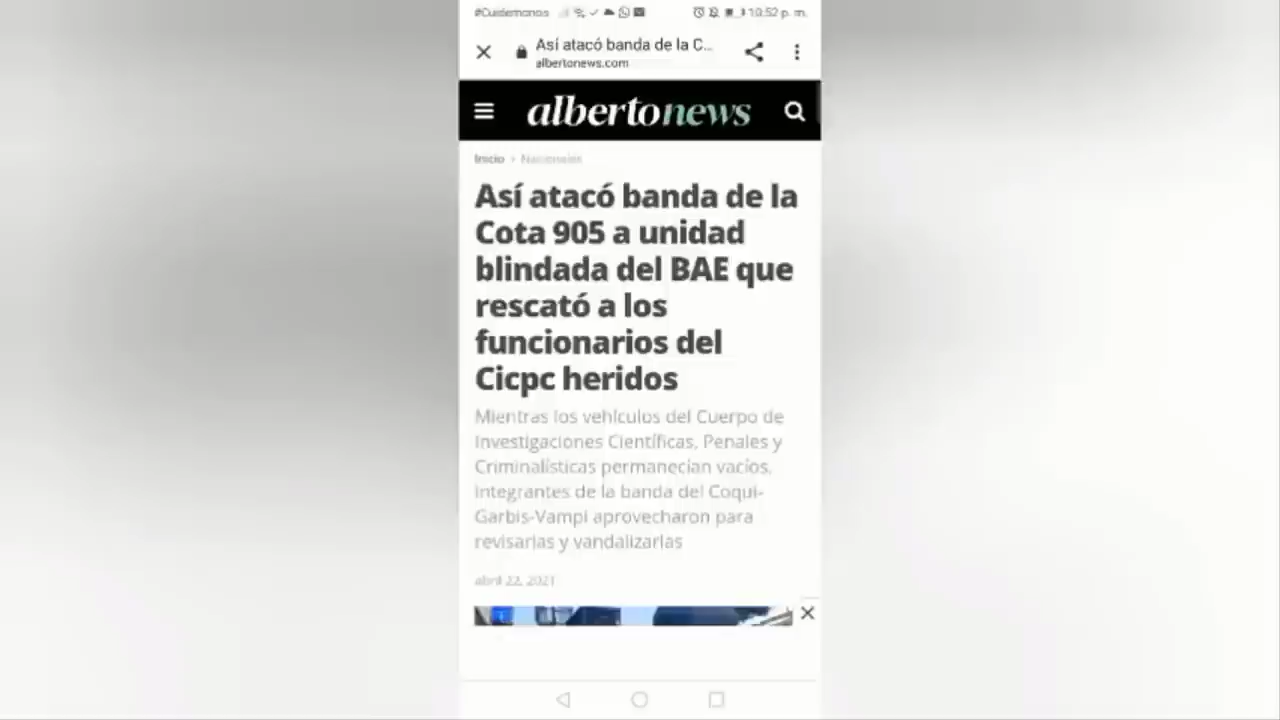 #Cuidemonos 10:52 p. m.
Así atacó banda de la C...
albertonews.com
albertonews
Inicio > Nacionales
Así atacó banda de la
Cota 905 a unidad
blindada del BAE que
rescató a los
funcionarios del
Cicpc heridos
Mientras los vehículos del Cuerpo de
Investigaciones Científicas, Penales y
Criminalísticas permanecían vacíos,
integrantes de la banda del Coqui-
Garbis-Vampi aprovecharon para
revisarlas y vandalizarlas
abril 22, 2021